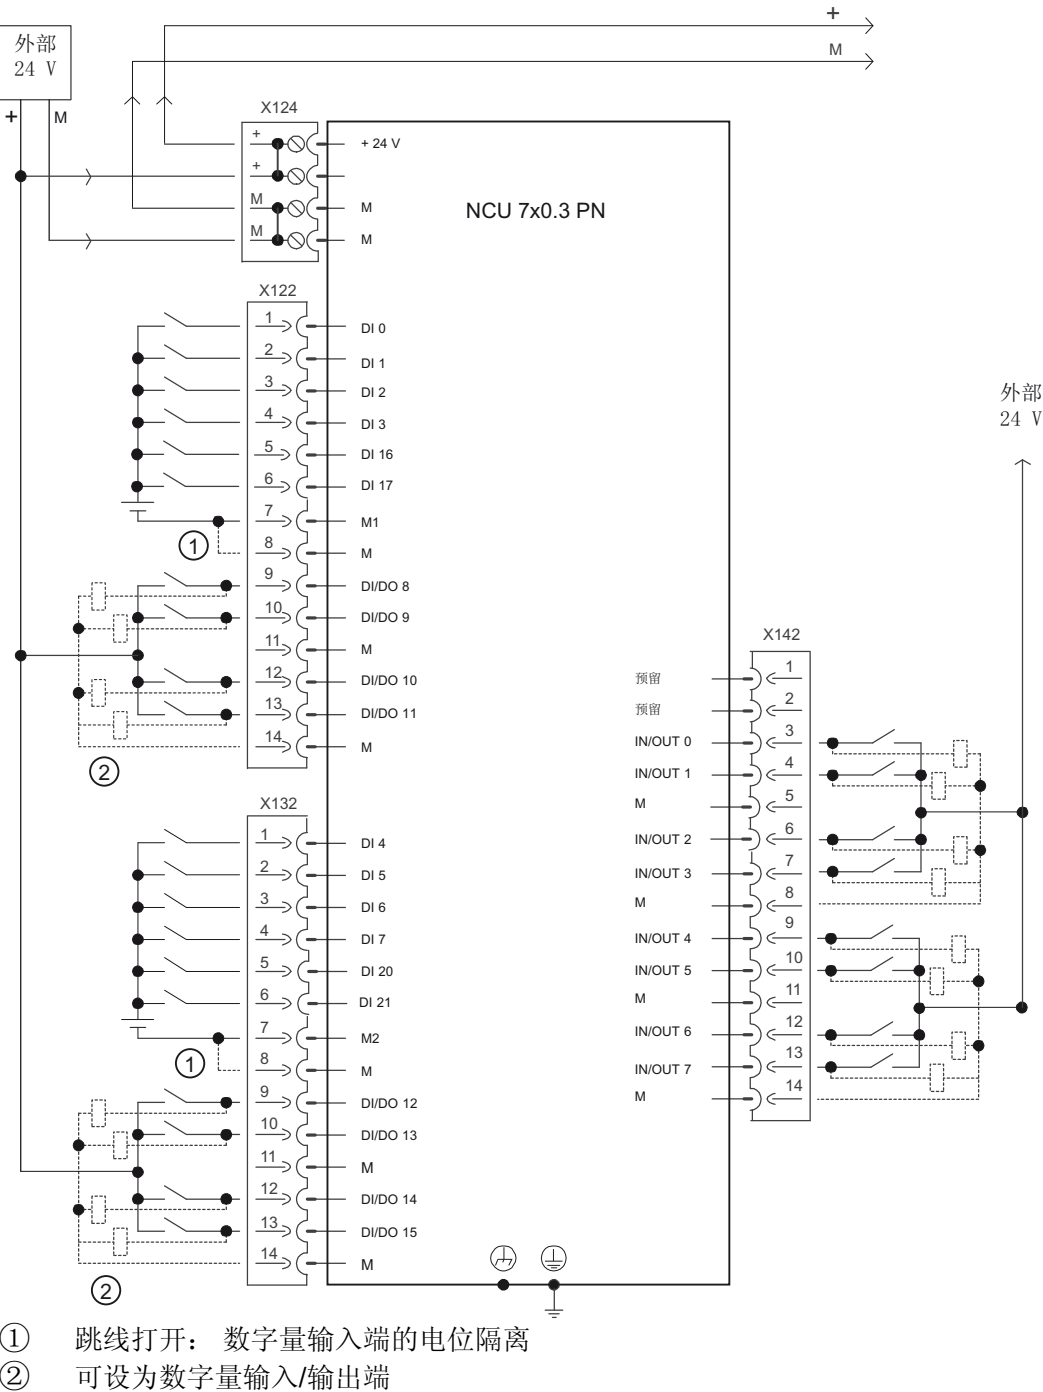 外部
24 V
+
M
+
M
X124
+
+
M
M
+ 24 V
M
M
NCU 7x0.3 PN
X122
1 DI 0
2 DI 1
3 DI 2
4 DI 3
5 DI 16
6 DI 17
7 M1
① 8 M
9 DI/DO 8
10 DI/DO 9
11 M
12 DI/DO 10
13 DI/DO 11
14 M
②
X132
1 DI 4
2 DI 5
3 DI 6
4 DI 7
5 DI 20
6 DI 21
7 M2
① 8 M
9 DI/DO 12
10 DI/DO 13
11 M
12 DI/DO 14
13 DI/DO 15
14 M
②
外部
24 V
X142
预留 1
预留 2
IN/OUT 0 3
IN/OUT 1 4
M 5
IN/OUT 2 6
IN/OUT 3 7
M 8
IN/OUT 4 9
IN/OUT 5 10
M 11
IN/OUT 6 12
IN/OUT 7 13
M 14
① 跳线打开： 数字量输入端的电位隔离
② 可设为数字量输入/输出端